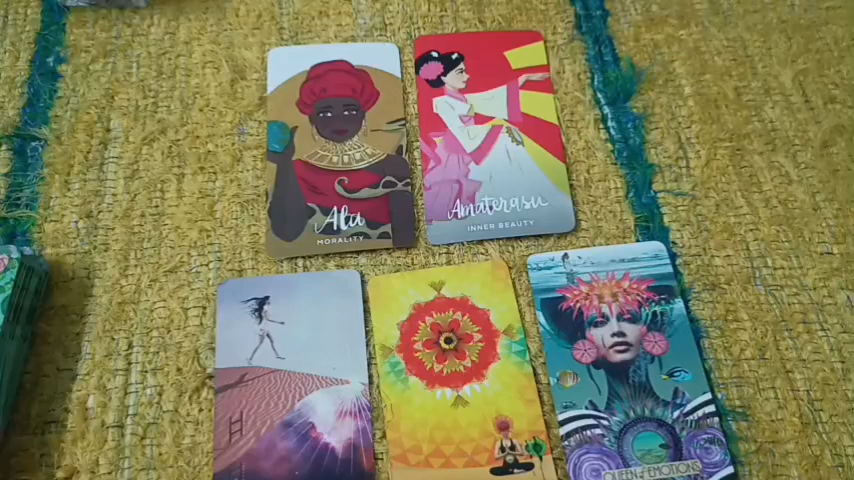 Ala
MORALITY
Amaterasu
INNER BEAUTY
QUEEN OF EMOTIONS